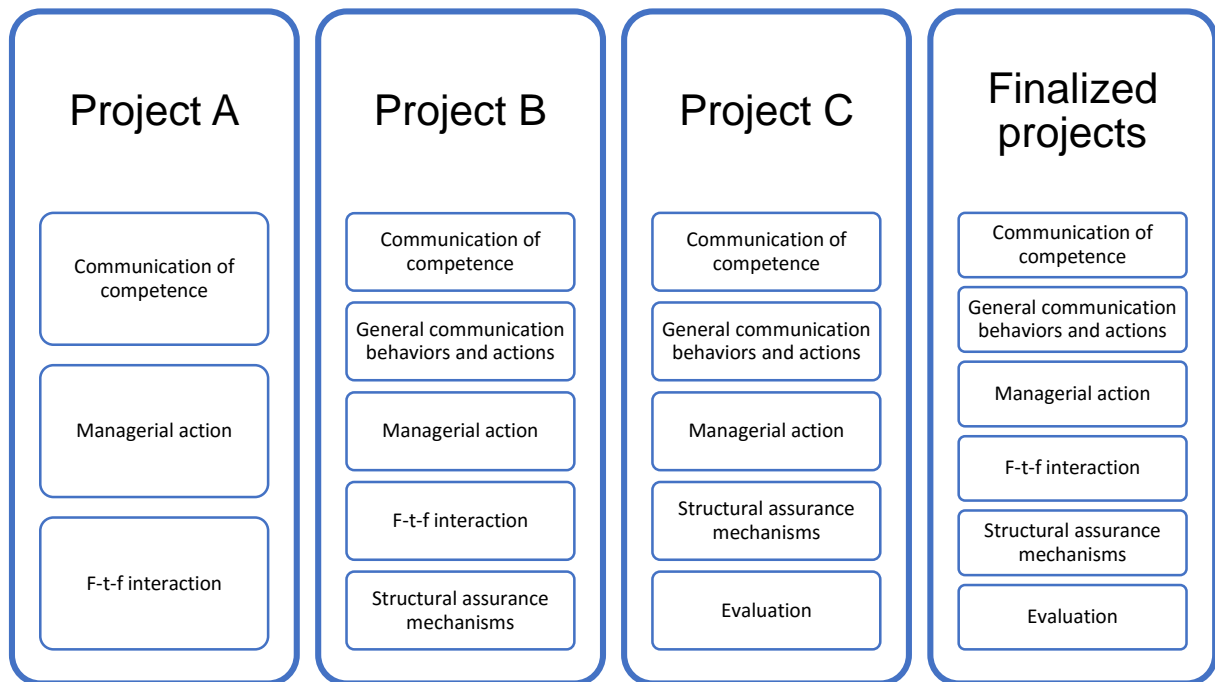 Project A
Communication of
competence
Managerial action
F-t-f interaction
Project B
Communication of
competence
General communication
behaviors and actions
Managerial action
F-t-f interaction
Structural assurance
mechanisms
Project C
Communication of
competence
General communication
behaviors and actions
Managerial action
Structural assurance
mechanisms
Evaluation
Finalized
projects
Communication of
competence
General communication
behaviors and actions
Managerial action
F-t-f interaction
Structural assurance
mechanisms
Evaluation